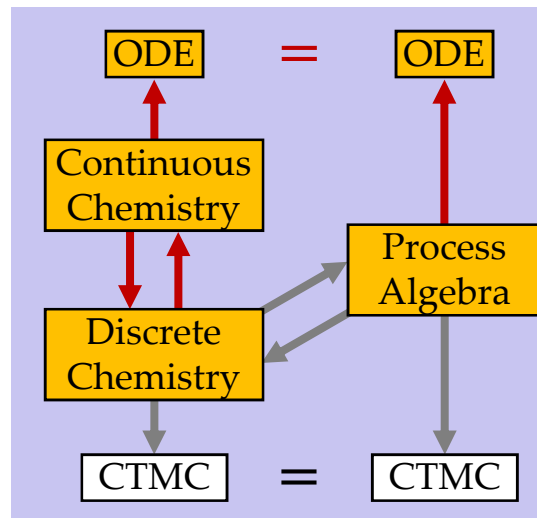 ODE = ODE
Continuous
Chemistry
Process
Algebra
Discrete
Chemistry
CTMC = CTMC